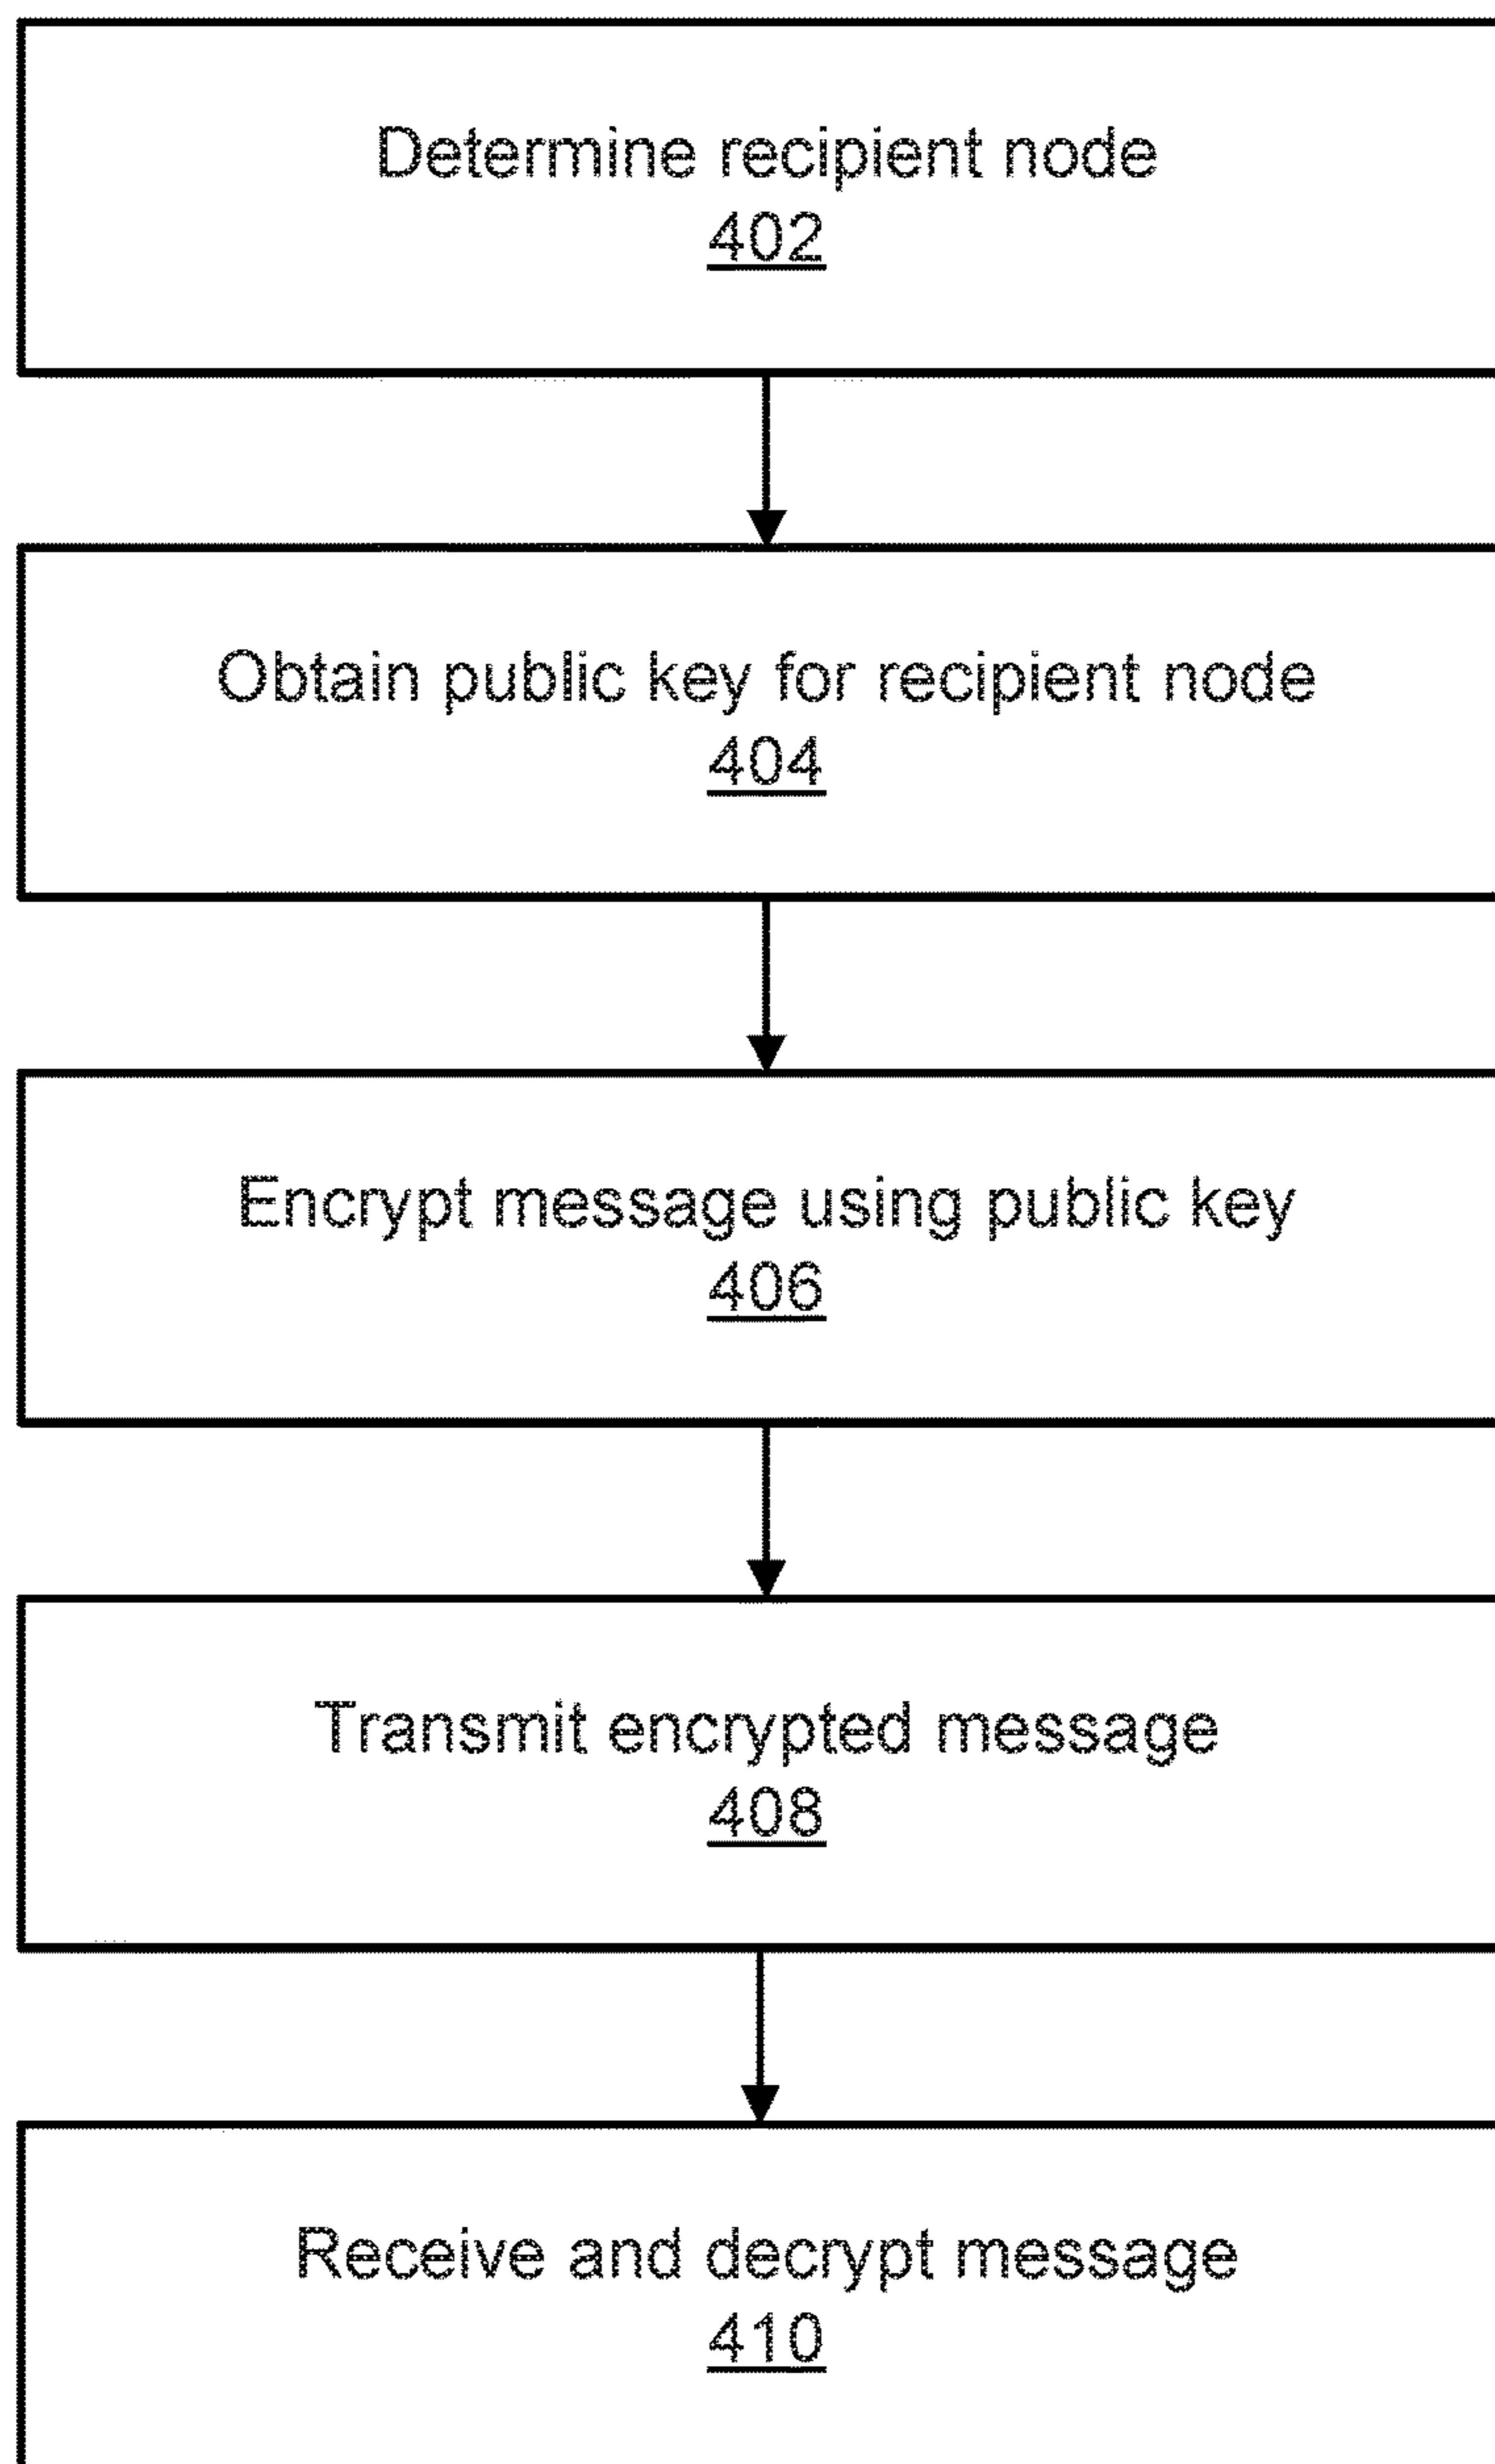 Determine recipient node
402
Obtain public key for recipient node
404
Encrypt message using public key
406
Transmit encrypted message
408
Receive and decrypt message
410